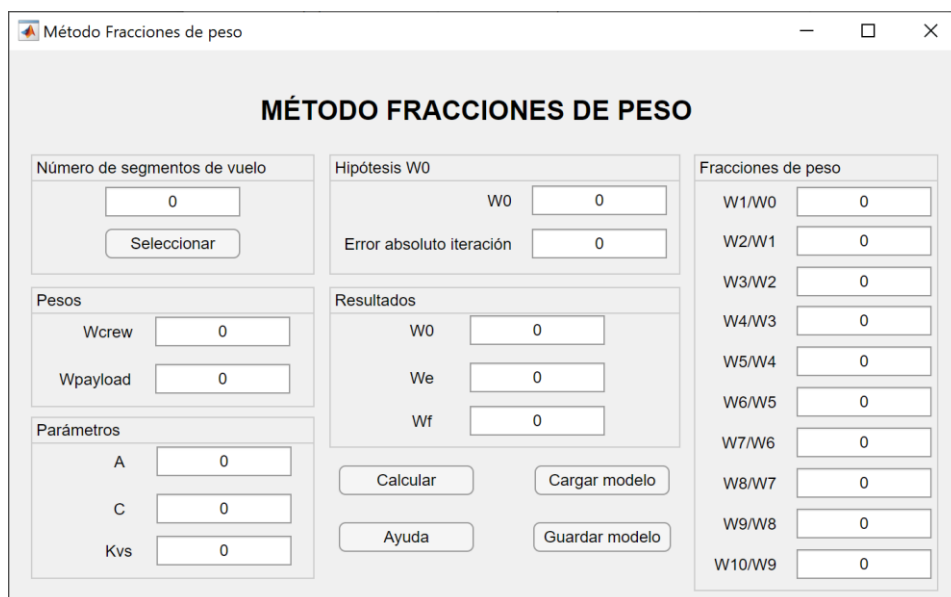 Método Fracciones de peso
MÉTODO FRACCIONES DE PESO
Número de segmentos de vuelo
0
Seleccionar
Pesos
Wcrew 0
Wpayload 0
Parámetros
A 0
C 0
Kvs 0
Hipótesis W0
W0 0
Error absoluto iteración 0
Resultados
W0 0
We 0
Wf 0
Calcular Cargar modelo
Ayuda Guardar modelo
Fracciones de peso
W1/W0 0
W2/W1 0
W3/W2 0
W4/W3 0
W5/W4 0
W6/W5 0
W7/W6 0
W8/W7 0
W9/W8 0
W10/W9 0